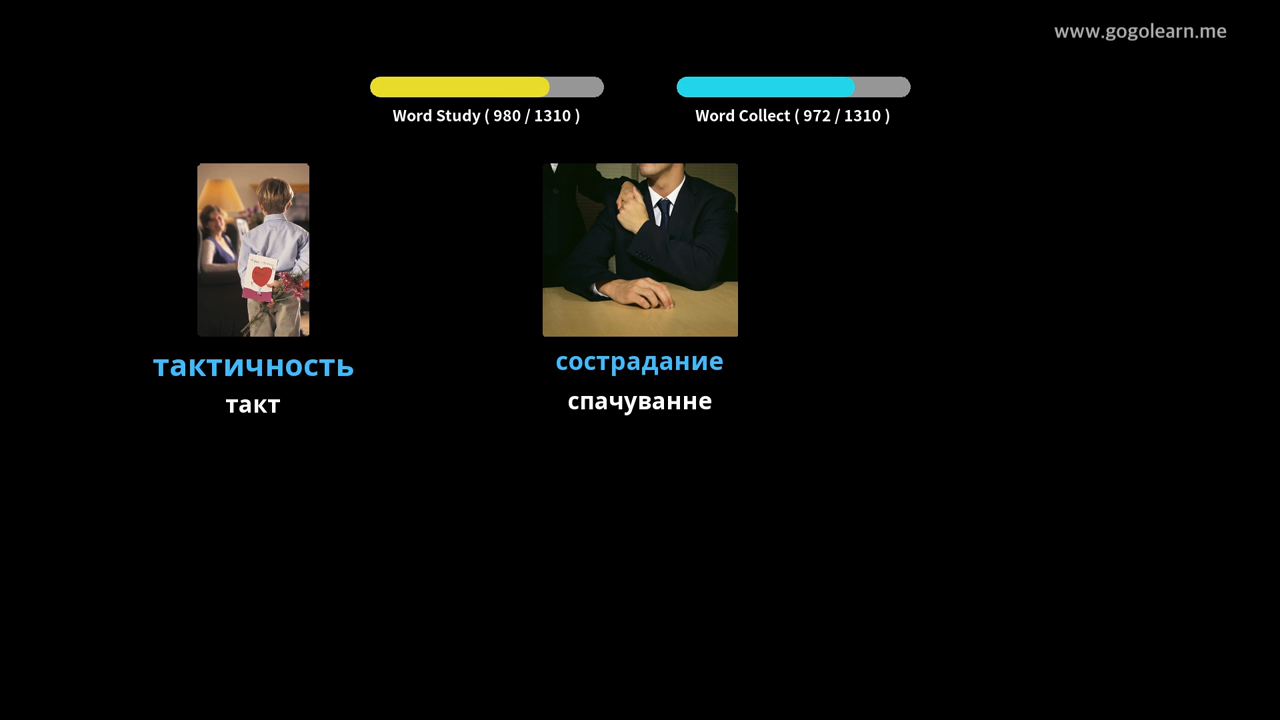 www.gogolearn.me
Word Study ( 980 / 1310 )
Word Collect ( 972 / 1310 )
тактичность
такт
сострадание
спачуванне